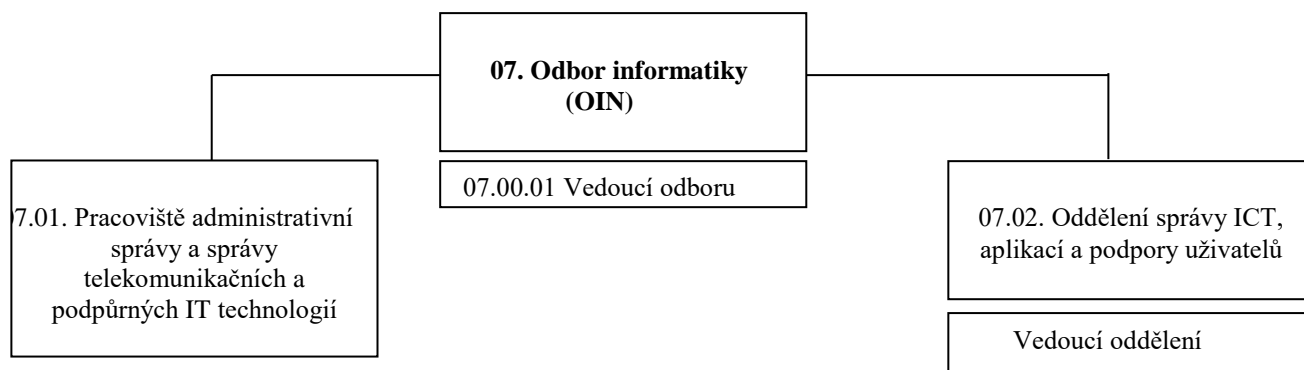 07. Odbor informatiky
(OIN)
07.00.01 Vedoucí odboru
07.01. Pracoviště administrativní
správy a správy
telekomunikačních a
podpůrných IT technologií
07.02. Oddělení správy ICT,
aplikací a podpory uživatelů
Vedoucí oddělení